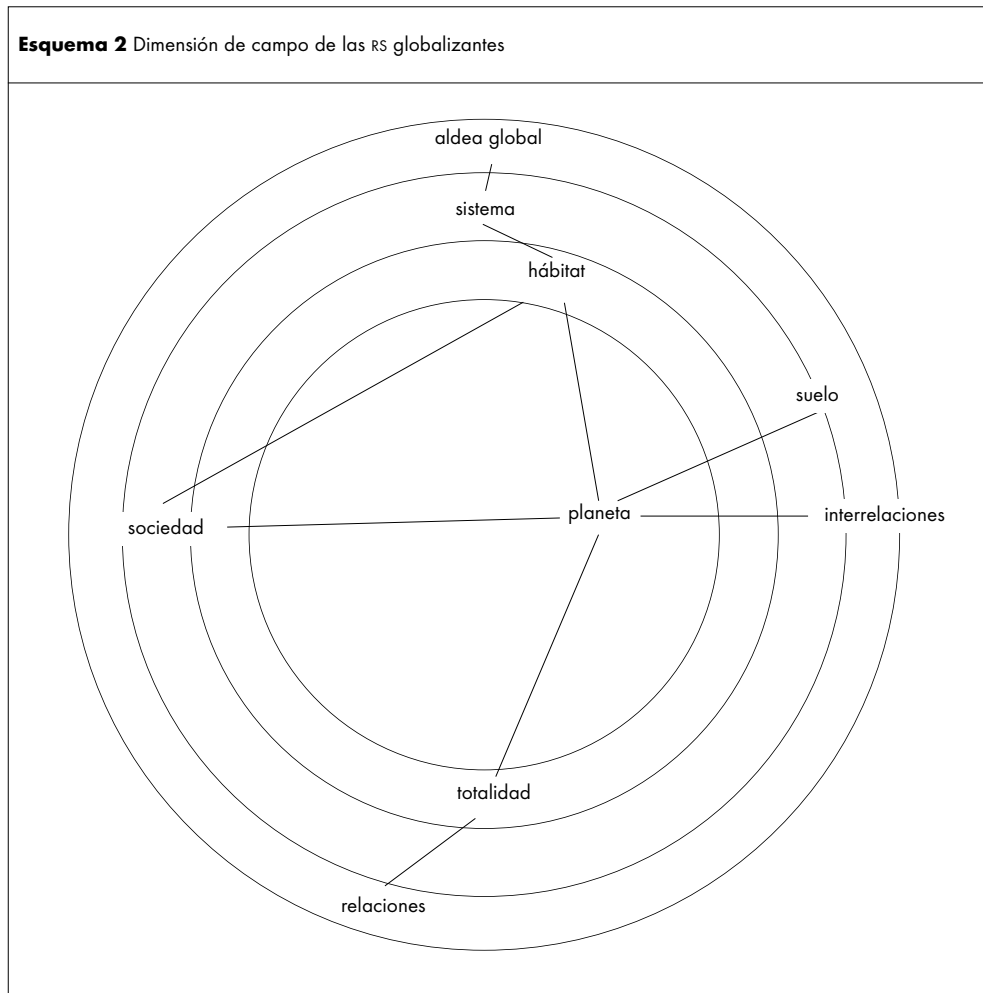 Esquema 2 Dimensión de campo de las RS globalizantes
aldea global
sistema
hábitat
suelo
planeta
interrelaciones
sociedad
totalidad
relaciones